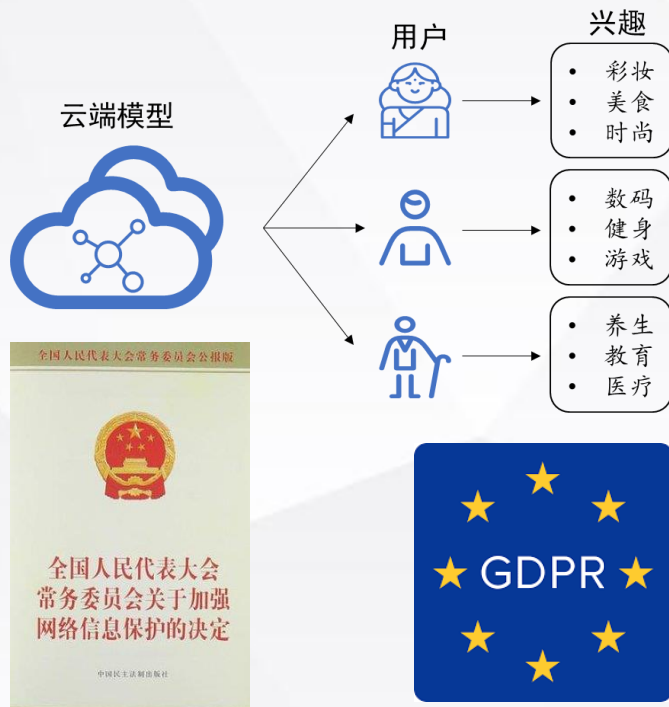 云端模型
用户
兴趣
• 彩妆
• 美食
• 时尚
• 数码
• 健身
• 游戏
• 养生
• 教育
• 医疗
全国人民代表大会常务委员会公报版
全国人民代表大会
常务委员会关于加强
网络信息保护的决定
中国民主法制出版社
GDPR